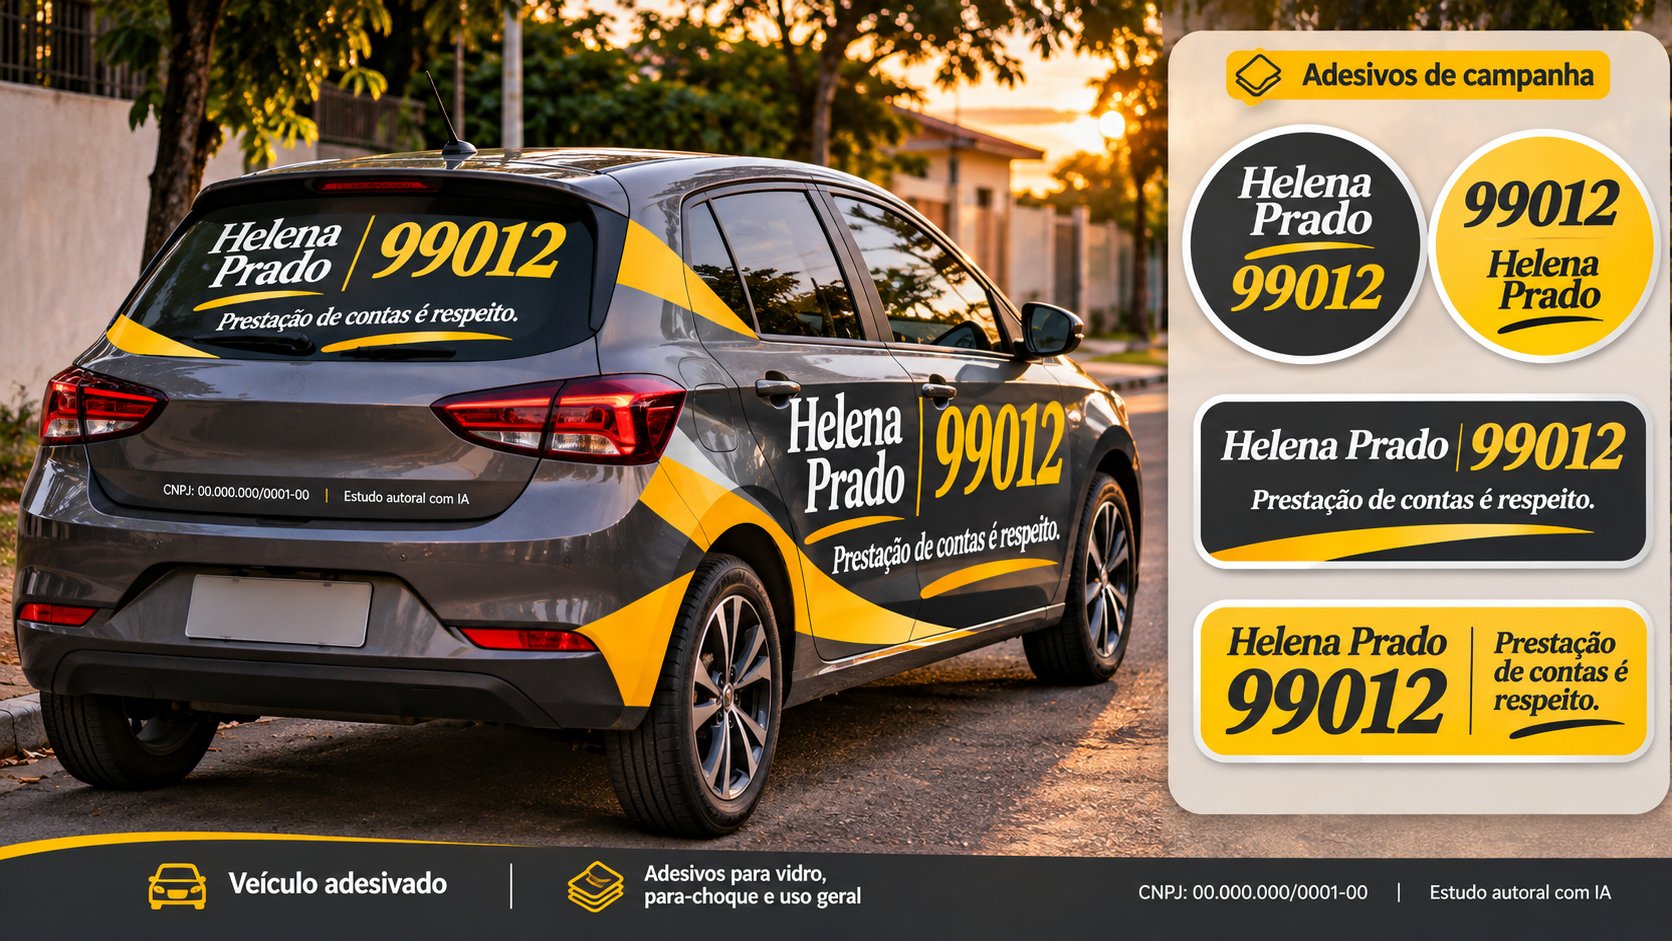 Helena
Prado
99012
Prestação de contas é respeito.
CNPJ: 00.000.000/0001-00 | Estudo autoral com IA
Helena
Prado
99012
Prestação de contas é respeito.
Adesivos de campanha
Helena
Prado
99012
99012
Helena
Prado
Helena Prado | 99012
Prestação de contas é respeito.
Helena Prado
99012
Prestação
de contas é
respeito.
Veículo adesivado
Adesivos para vidro,
para-choque e uso geral
CNPJ: 00.000.000/0001-00 | Estudo autoral com IA